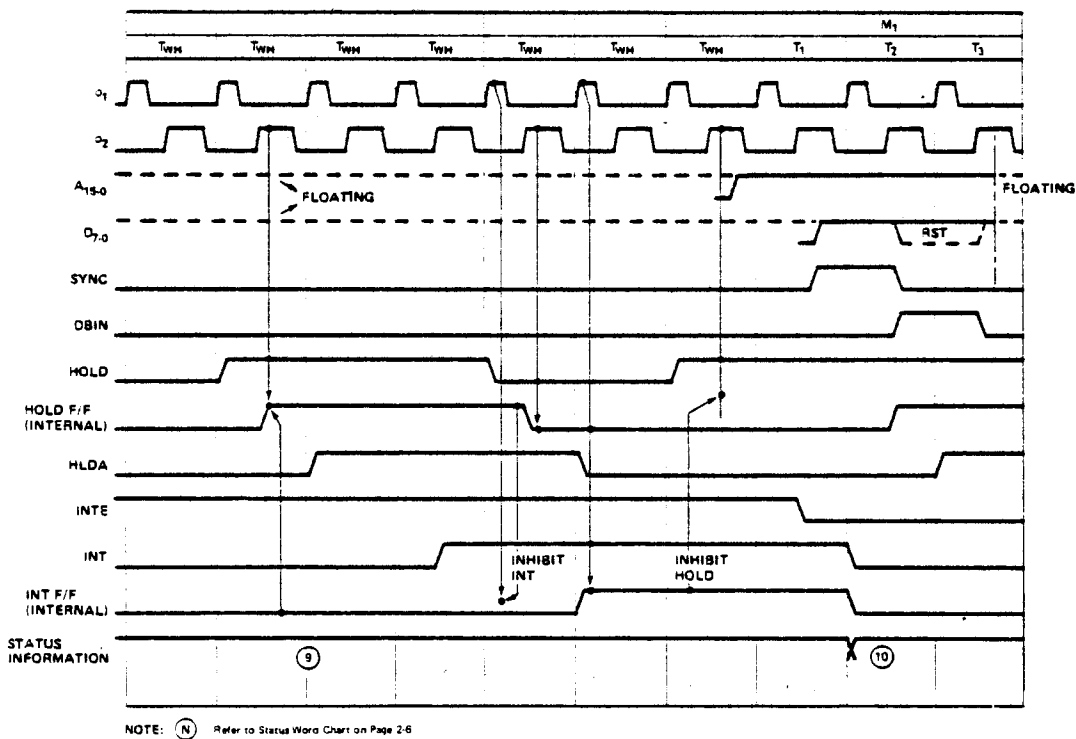 M1
TWH TWH TWH TWH TWH TWH TWH T1 T2 T3
φ1
φ2
A15-0
FLOATING
FLOATING
D7-0
RST
SYNC
DBIN
HOLD
HOLD F/F
(INTERNAL)
HLDA
INTE
INT
INHIBIT
INT
INHIBIT
HOLD
INT F/F
(INTERNAL)
STATUS
INFORMATION
9
10
NOTE: N Refer to Status Word Chart on Page 2-6